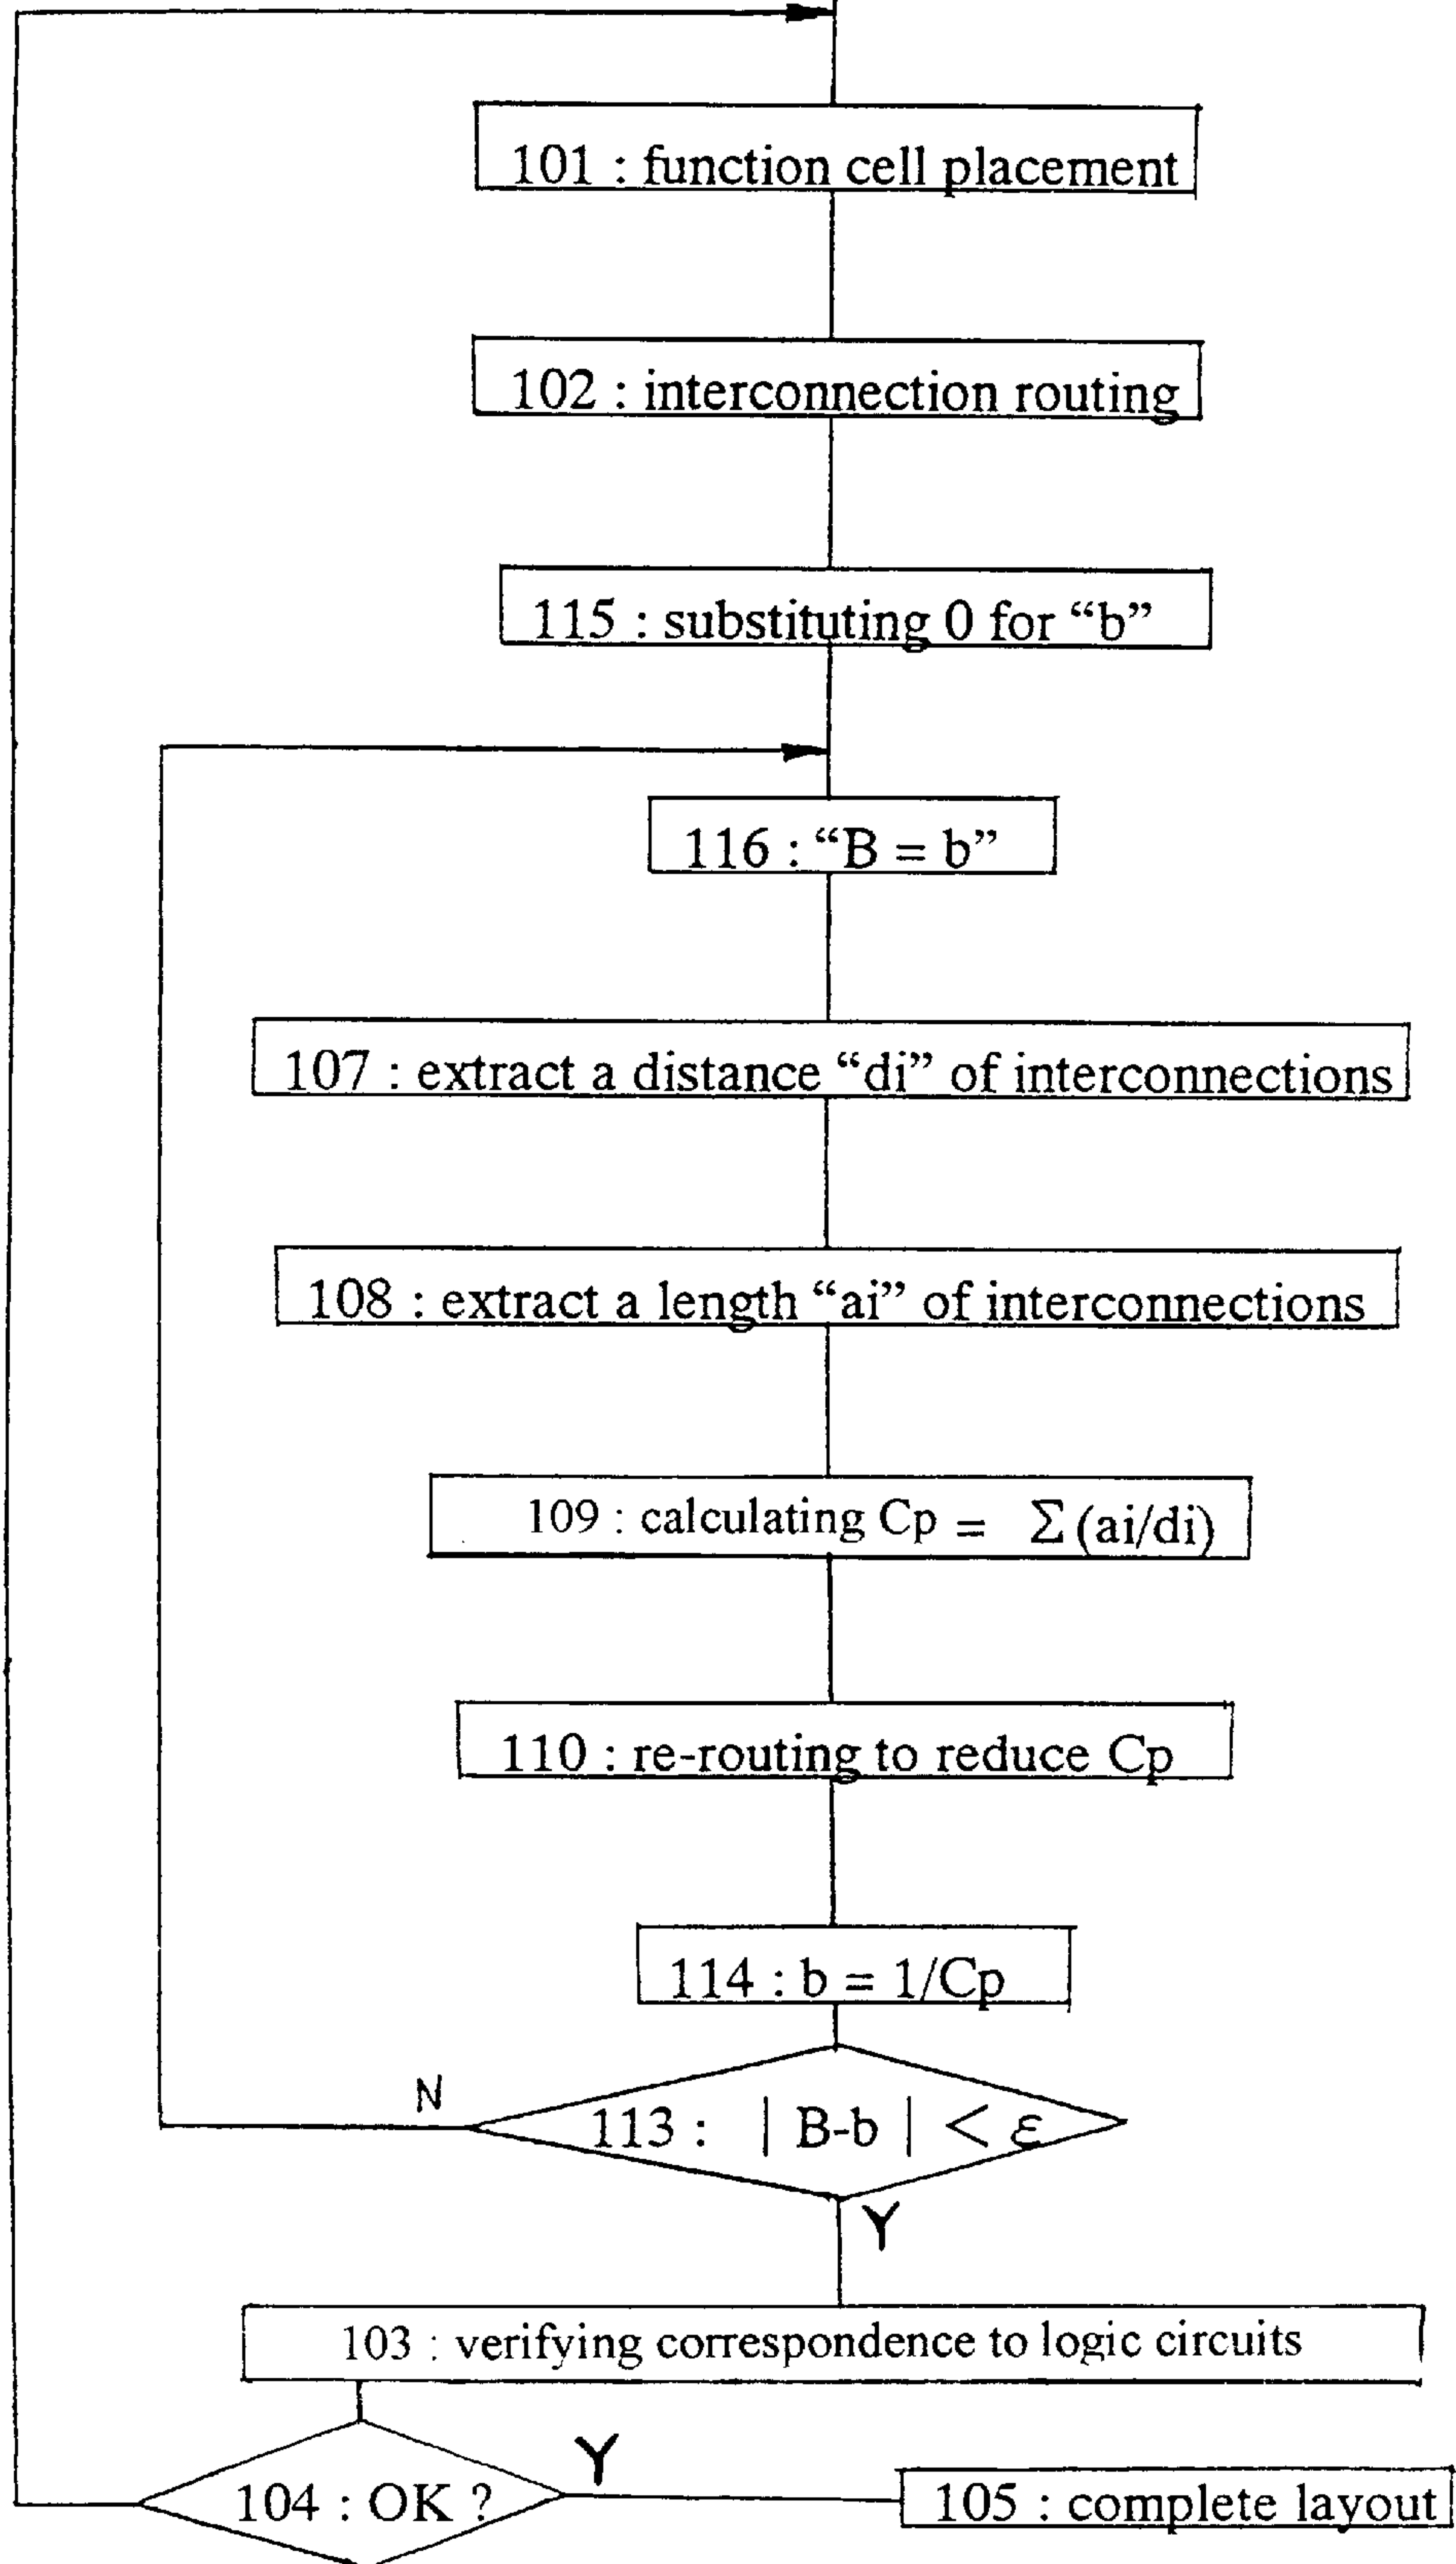 101 : function cell placement
102 : interconnection routing
115 : substituting 0 for “b”
116 : “B = b”
107 : extract a distance “di” of interconnections
108 : extract a length “ai” of interconnections
109 : calculating Cp = Σ(ai/di)
110 : re-routing to reduce Cp
114 : b = 1/Cp
N
113 : | B-b | < ε
Y
103 : verifying correspondence to logic circuits
Y
104 : OK ?
105 : complete layout